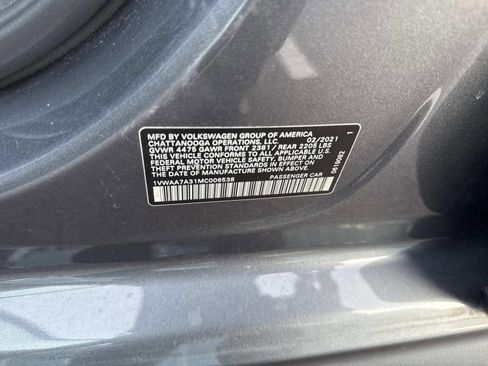 MFD BY VOLKSWAGEN GROUP OF AMERICA
CHATTANOOGA OPERATIONS, LLC. 02/2021
GVWR 4475 GAWR FRONT 2381 / REAR 2205 LBS
THIS VEHICLE CONFORMS TO ALL APPLICABLE U.S.
FEDERAL MOTOR VEHICLE SAFETY, BUMPER AND
THEFT PREVENTION STANDARDS IN EFFECT ON
THE DATE OF MANUFACTURE SHOWN ABOVE.
1VWAA7A31MC006538 PASSENGER CAR
1